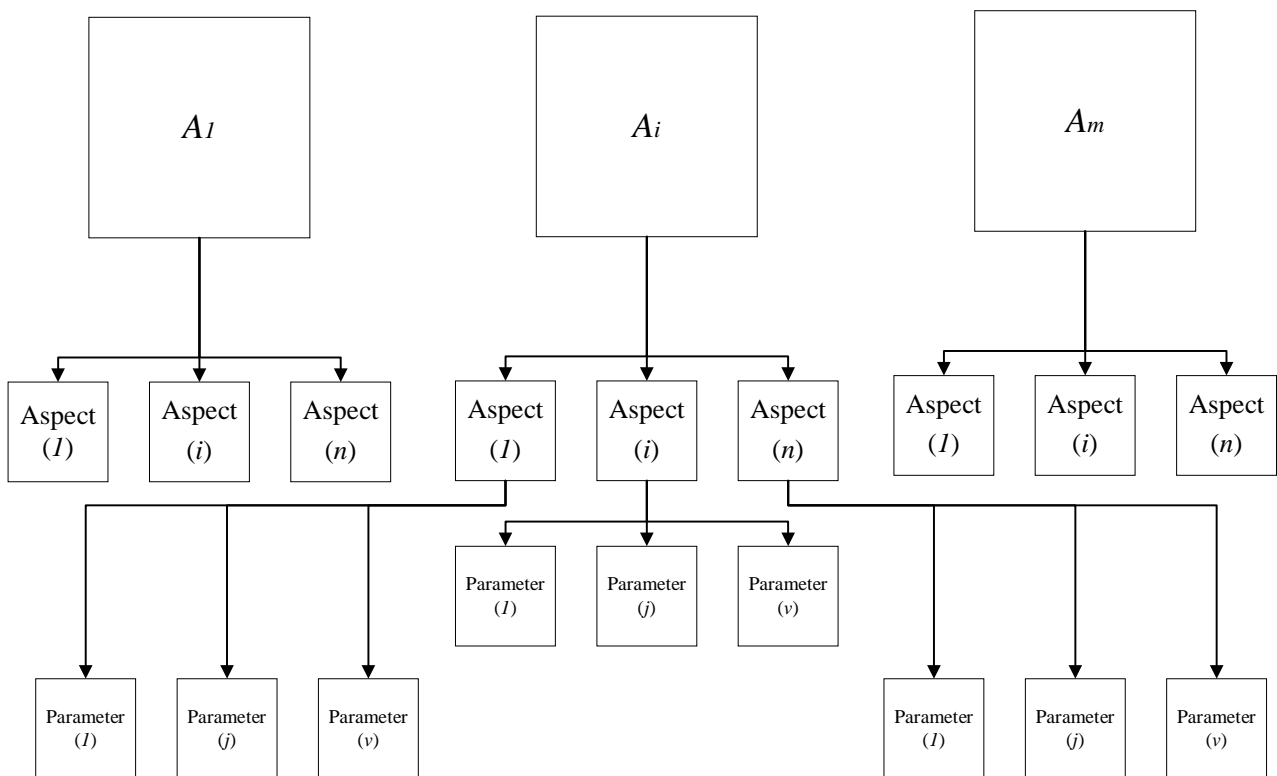 A1
Ai
Am
Aspect
(1)
Aspect
(i)
Aspect
(n)
Aspect
(1)
Aspect
(i)
Aspect
(n)
Aspect
(1)
Aspect
(i)
Aspect
(n)
Parameter
(1)
Parameter
(j)
Parameter
(v)
Parameter
(1)
Parameter
(j)
Parameter
(v)
Parameter
(1)
Parameter
(j)
Parameter
(v)